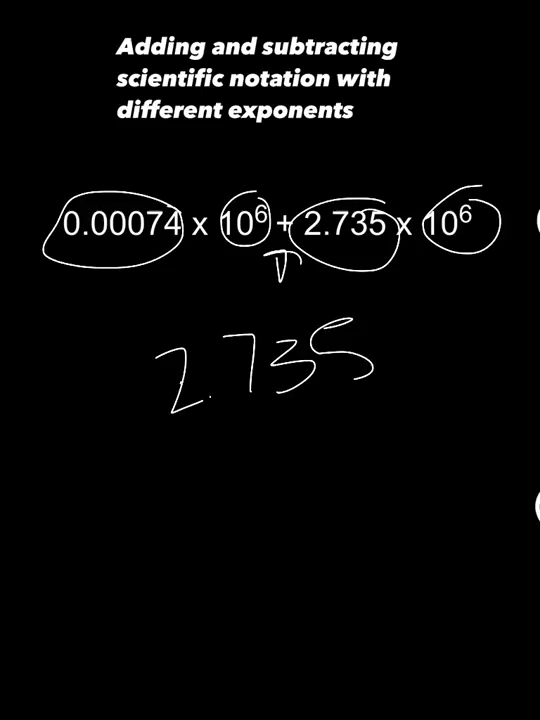 Adding and subtracting
scientific notation with
different exponents
0.00074 x 10⁶ + 2.735 x 10⁶
2.735